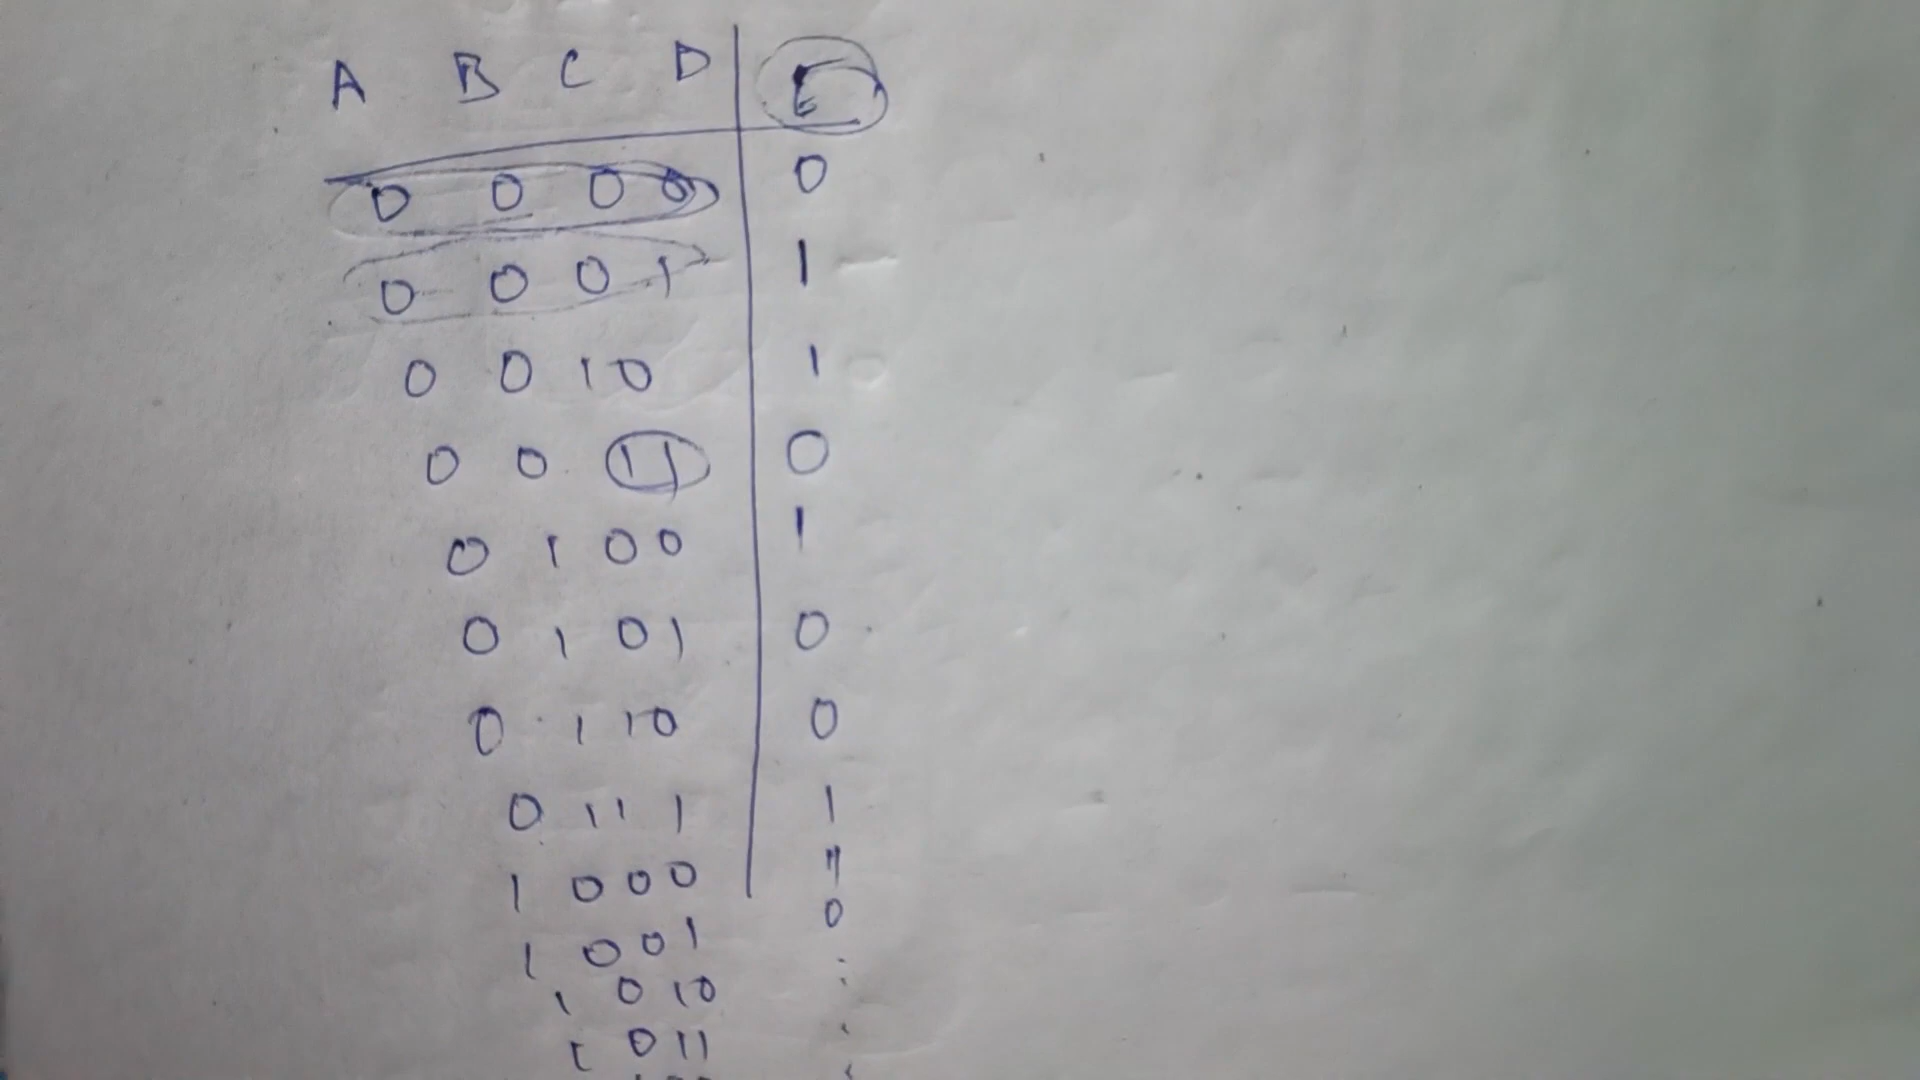 A B C D E
0 0 0 0 0
0 0 0 1 1
0 0 1 0 1
0 0 1 1 0
0 1 0 0 1
0 1 0 1 0
0 1 1 0 0
0 1 1 1 1
1 0 0 0
1 0 0 1 0
1 0 1 0
1 0 1 1